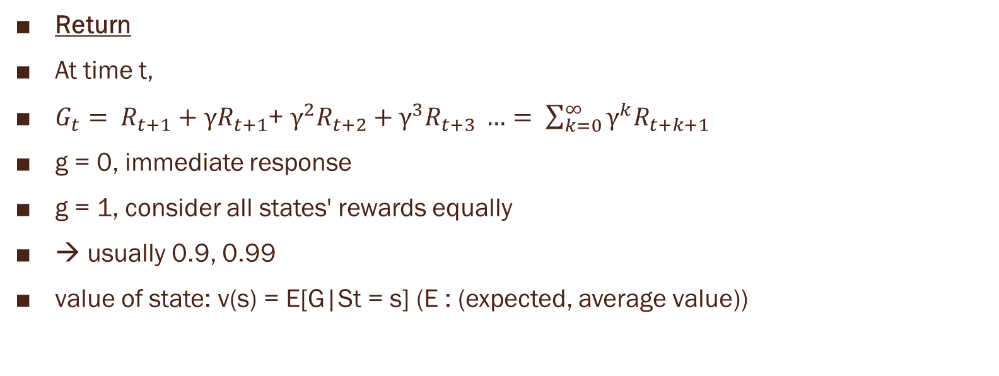 ■ Return
■ At time t,
■ $G_t = R_{t+1} + \gamma R_{t+1} + \gamma^2 R_{t+2} + \gamma^3 R_{t+3} \ldots = \sum_{k=0}^{\infty} \gamma^k R_{t+k+1}$
■ g = 0, immediate response
■ g = 1, consider all states' rewards equally
■ → usually 0.9, 0.99
■ value of state: v(s) = E[G|St = s] (E : (expected, average value))